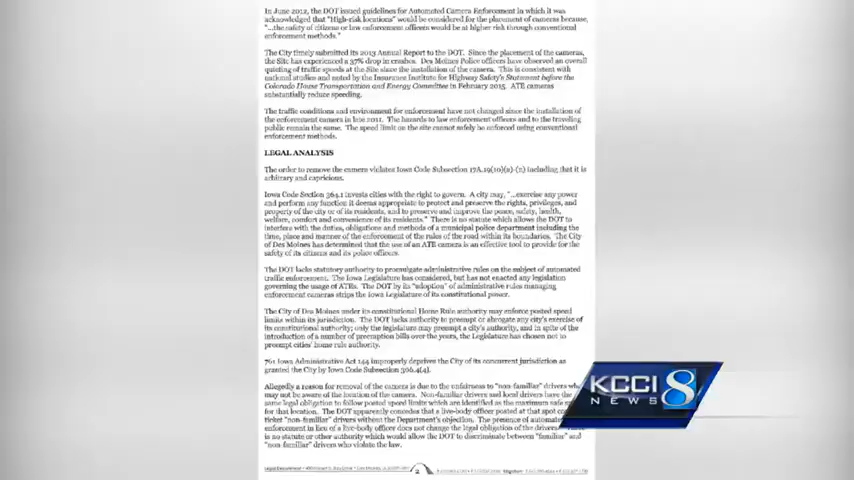 In June 2012, the DOT issued guidelines for Automated Camera Enforcement in which it was
acknowledged that "High-risk locations" would be considered for the placement of cameras because,
"...the safety of citizens or law enforcement officers would be at higher risk through conventional
enforcement methods."
The City timely submitted its 2013 Annual Report to the DOT. Since the placement of the cameras,
the Site has experienced a 37% drop in crashes. Des Moines Police officers have observed an overall
quieting of traffic speeds at the Site since the installation of the camera. This is consistent with
national studies and noted by the Insurance Institute for Highway Safety's Statement before the
Colorado House Transportation and Energy Committee in February 2015. ATE cameras
substantially reduce speeding.
The traffic conditions and environment for enforcement have not changed since the installation of
the enforcement camera in late 2011. The hazards to law enforcement officers and to the traveling
public remain the same. The speed limit on the site cannot safely be enforced using conventional
enforcement methods.
LEGAL ANALYSIS
The order to remove the camera violates Iowa Code Subsection 17A.19(10)(a)-(n) including that it is
arbitrary and capricious.
Iowa Code Section 364.1 invests cities with the right to govern. A city may, "...exercise any power
and perform any function it deems appropriate to protect and preserve the rights, privileges, and
property of the city or of its residents, and to preserve and improve the peace, safety, health,
welfare, comfort and convenience of its residents." There is no statute which allows the DOT to
interfere with the duties, obligations and methods of a municipal police department including the
time, place and manner of the enforcement of the rules of the road within its boundaries. The City
of Des Moines has determined that the use of an ATE camera is an effective tool to provide for the
safety of its citizens and its police officers.
The DOT lacks statutory authority to promulgate administrative rules on the subject of automated
traffic enforcement. The Iowa Legislature has considered, but has not enacted any legislation
governing the usage of ATEs. The DOT by its "adoption" of administrative rules managing
enforcement cameras strips the Iowa Legislature of its constitutional power.
The City of Des Moines under its constitutional Home Rule authority may enforce posted speed
limits within its jurisdiction. The DOT lacks authority to preempt or abrogate any city's exercise of
its constitutional authority; only the legislature may preempt a city's authority, and in spite of the
introduction of a number of preemption bills over the years, the Legislature has chosen not to
preempt cities' home rule authority.
761 Iowa Administrative Act 144 improperly deprives the City of its concurrent jurisdiction as
granted the City by Iowa Code Subsection 306.4(4).
Allegedly a reason for removal of the camera is due to the unfairness to "non-familiar" drivers who
may not be aware of the location of the camera. Non-familiar drivers and local drivers have the
same legal obligation to follow posted speed limits which are identified as the maximum safe
for that location. The DOT apparently concedes that a live-body officer posted at that spot
ticket "non-familiar" drivers without the Department's objection. The presence of
enforcement in lieu of a live-body officer does not change the legal obligation of the drivers.
is no statute or other authority which would allow the DOT to discriminate between "familiar" and
"non-familiar" drivers who violate the law.
Legal Department
2
KCCI 8
NEWS